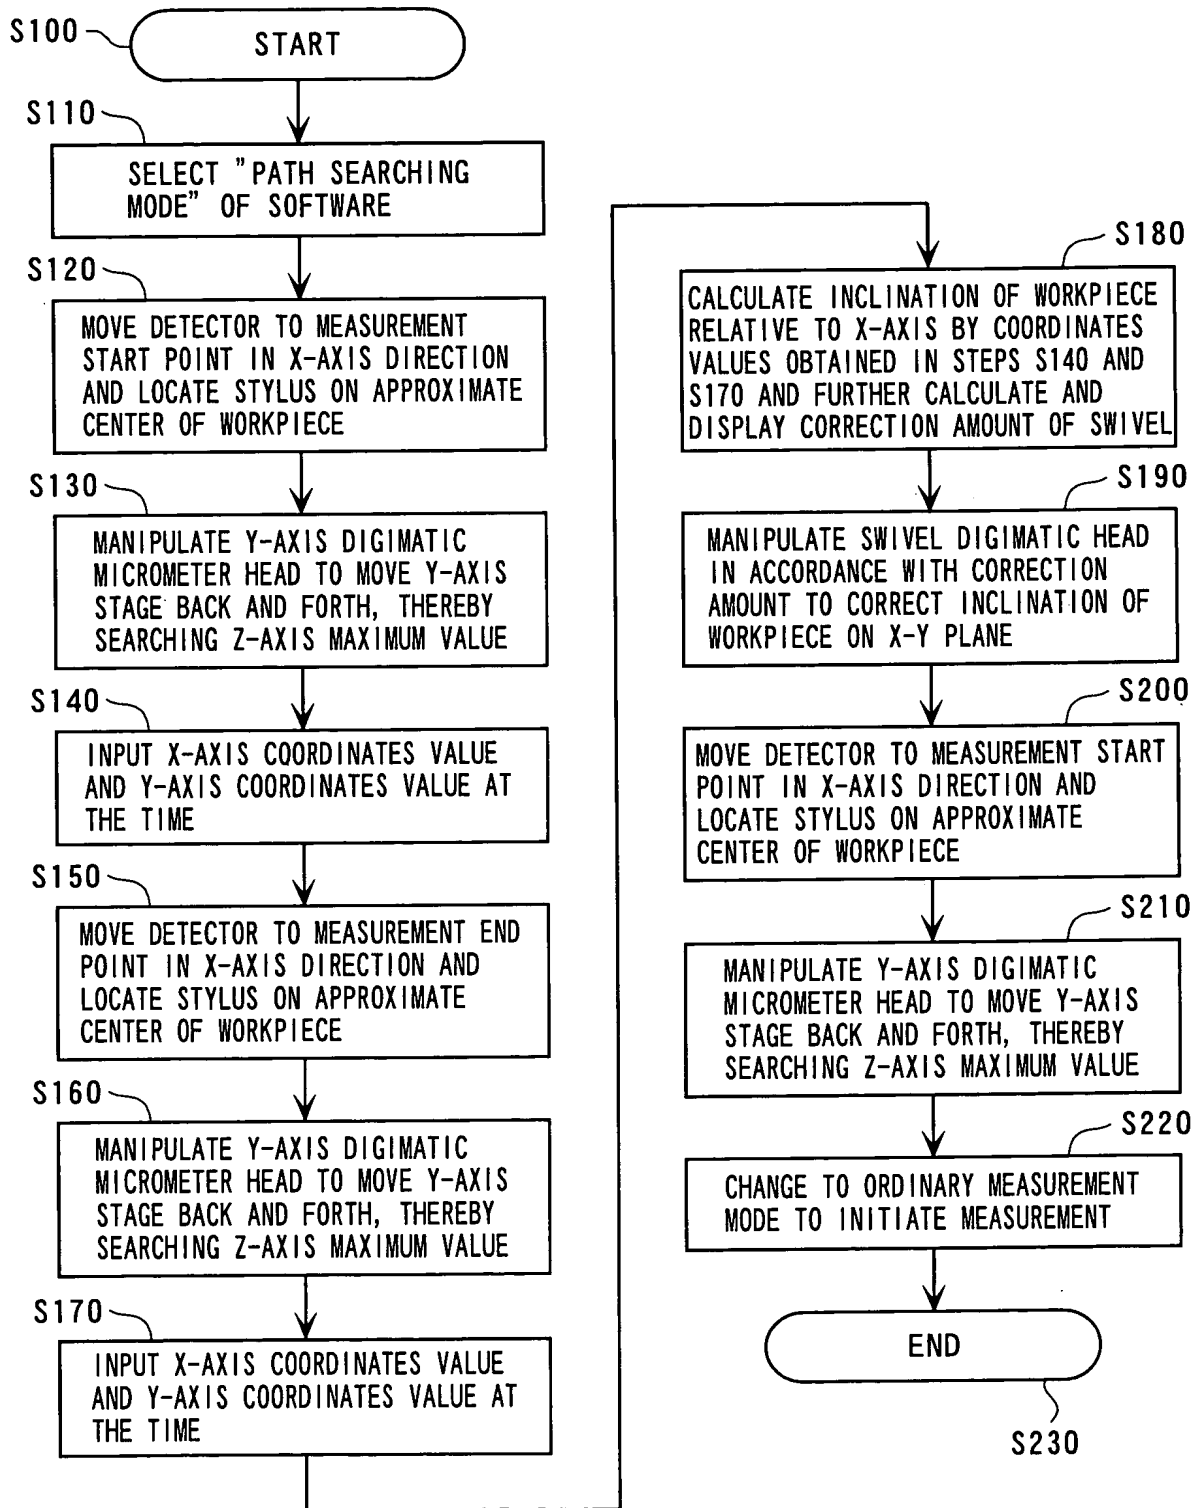 S100
START
S110
SELECT "PATH SEARCHING
MODE" OF SOFTWARE
S120
MOVE DETECTOR TO MEASUREMENT
START POINT IN X-AXIS DIRECTION
AND LOCATE STYLUS ON APPROXIMATE
CENTER OF WORKPIECE
S130
MANIPULATE Y-AXIS DIGIMATIC
MICROMETER HEAD TO MOVE Y-AXIS
STAGE BACK AND FORTH, THEREBY
SEARCHING Z-AXIS MAXIMUM VALUE
S140
INPUT X-AXIS COORDINATES VALUE
AND Y-AXIS COORDINATES VALUE AT
THE TIME
S150
MOVE DETECTOR TO MEASUREMENT END
POINT IN X-AXIS DIRECTION AND
LOCATE STYLUS ON APPROXIMATE
CENTER OF WORKPIECE
S160
MANIPULATE Y-AXIS DIGIMATIC
MICROMETER HEAD TO MOVE Y-AXIS
STAGE BACK AND FORTH, THEREBY
SEARCHING Z-AXIS MAXIMUM VALUE
S170
INPUT X-AXIS COORDINATES VALUE
AND Y-AXIS COORDINATES VALUE AT
THE TIME
S180
CALCULATE INCLINATION OF WORKPIECE
RELATIVE TO X-AXIS BY COORDINATES
VALUES OBTAINED IN STEPS S140 AND
S170 AND FURTHER CALCULATE AND
DISPLAY CORRECTION AMOUNT OF SWIVEL
S190
MANIPULATE SWIVEL DIGIMATIC HEAD
IN ACCORDANCE WITH CORRECTION
AMOUNT TO CORRECT INCLINATION OF
WORKPIECE ON X-Y PLANE
S200
MOVE DETECTOR TO MEASUREMENT START
POINT IN X-AXIS DIRECTION AND
LOCATE STYLUS ON APPROXIMATE
CENTER OF WORKPIECE
S210
MANIPULATE Y-AXIS DIGIMATIC
MICROMETER HEAD TO MOVE Y-AXIS
STAGE BACK AND FORTH, THEREBY
SEARCHING Z-AXIS MAXIMUM VALUE
S220
CHANGE TO ORDINARY MEASUREMENT
MODE TO INITIATE MEASUREMENT
END
S230